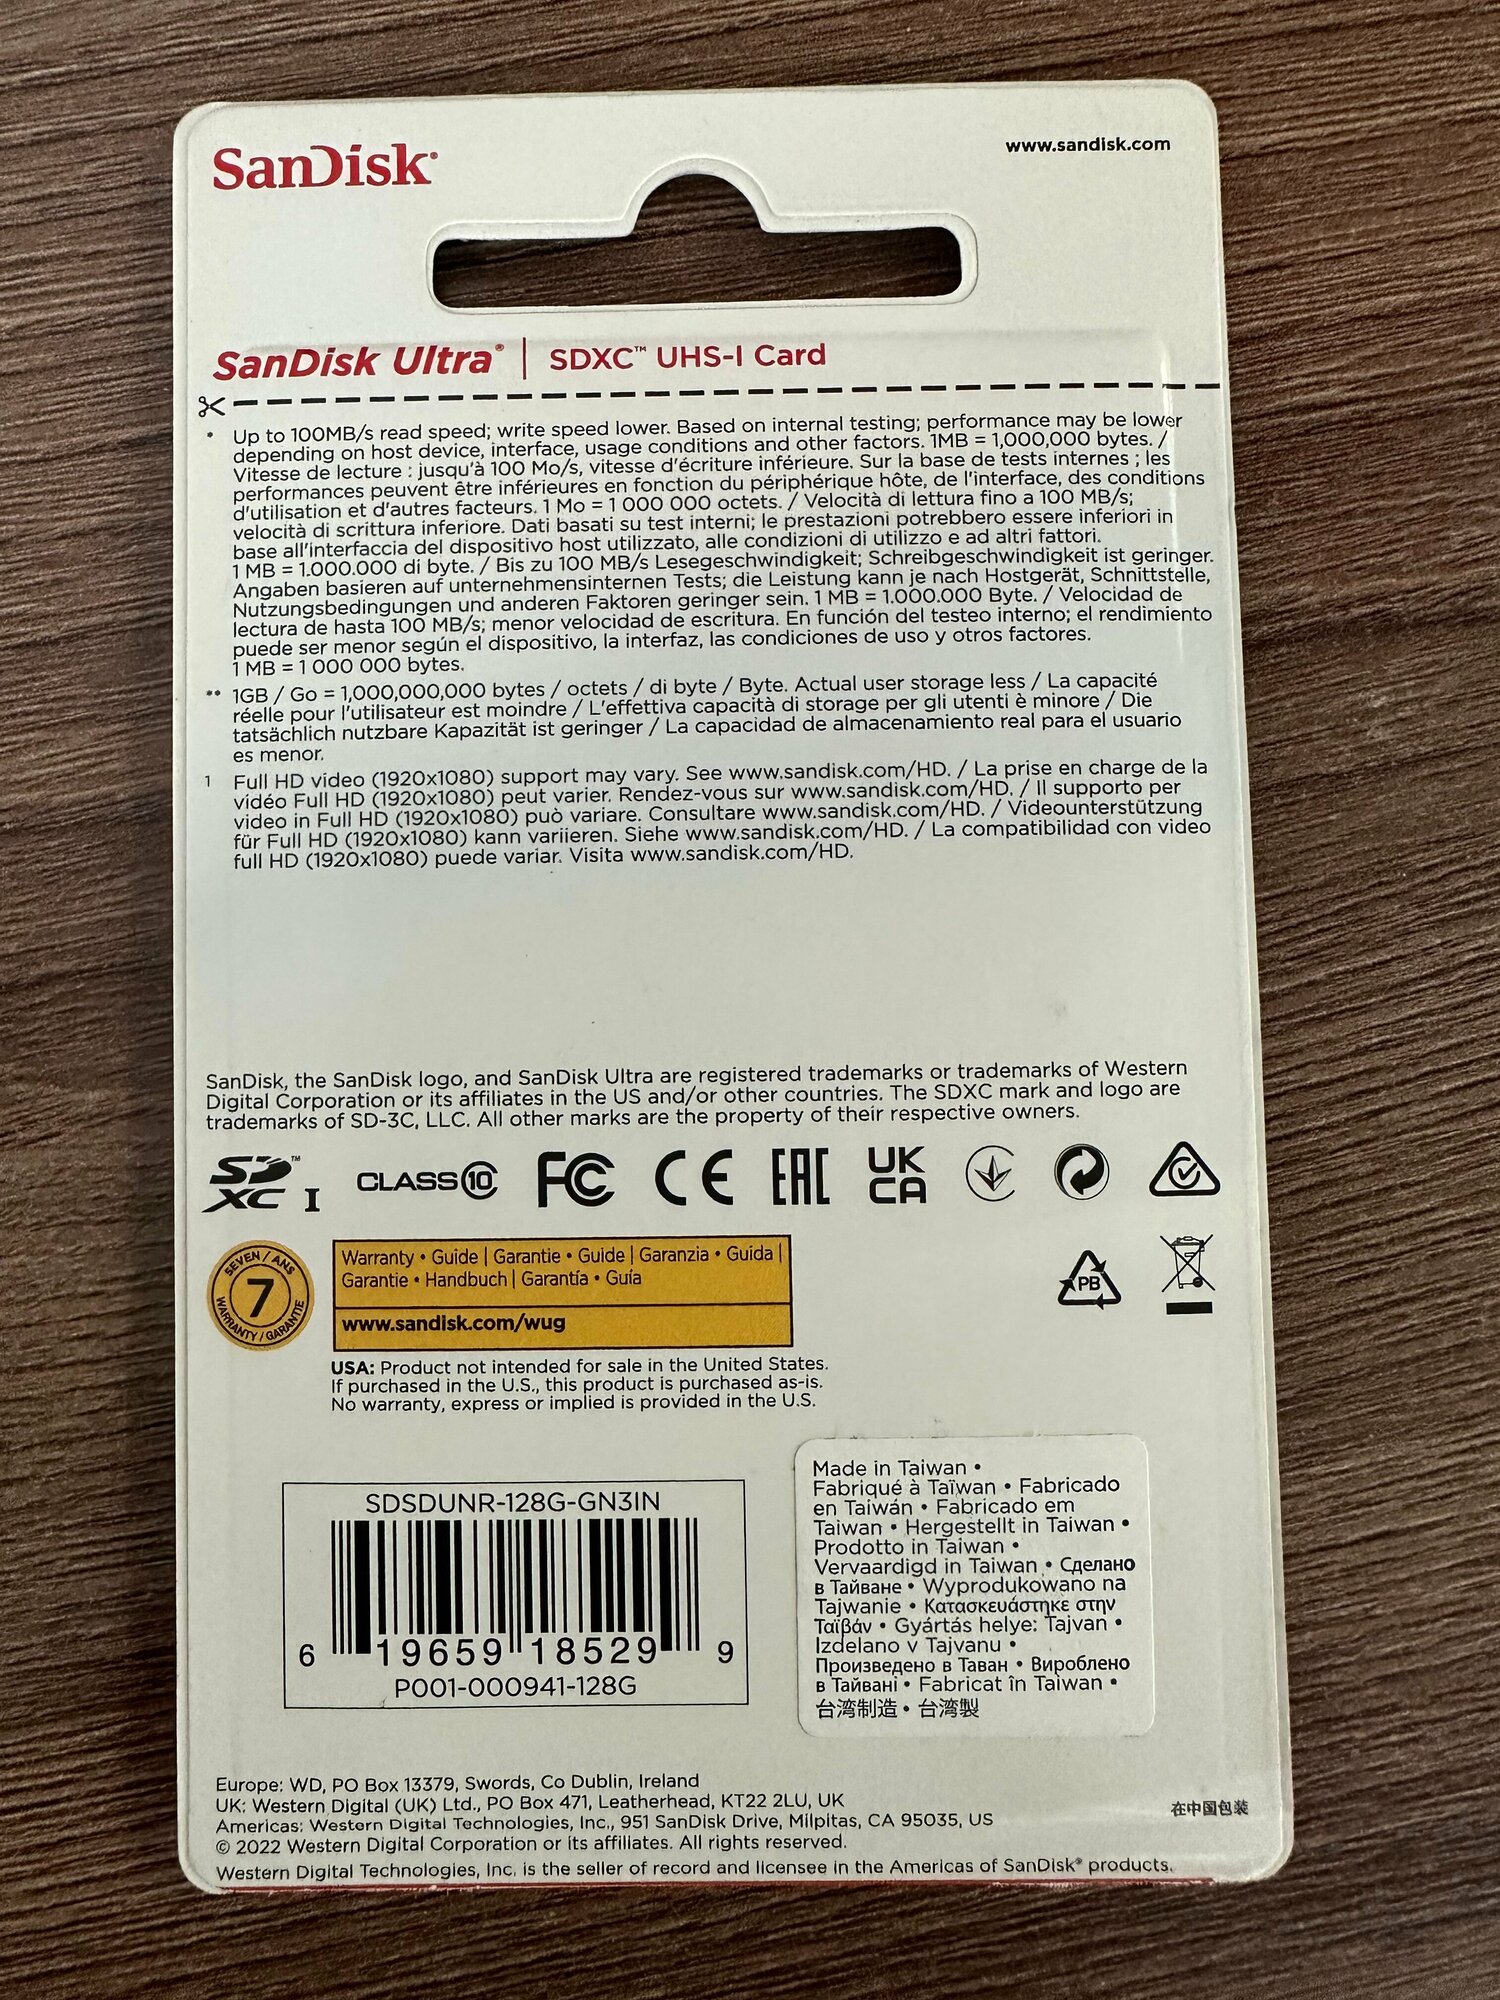 SanDisk®
www.sandisk.com
SanDisk Ultra® | SDXC™ UHS-I Card
* Up to 100MB/s read speed; write speed lower. Based on internal testing; performance may be lower
depending on host device, interface, usage conditions and other factors. 1MB = 1,000,000 bytes. /
Vitesse de lecture : jusqu'à 100 Mo/s, vitesse d'écriture inférieure. Sur la base de tests internes ; les
performances peuvent être inférieures en fonction du périphérique hôte, de l'interface, des conditions
d'utilisation et d'autres facteurs. 1 Mo = 1 000 000 octets. / Velocità di lettura fino a 100 MB/s;
velocità di scrittura inferiore. Dati basati su test interni; le prestazioni potrebbero essere inferiori in
base all'interfaccia del dispositivo host utilizzato, alle condizioni di utilizzo e ad altri fattori.
1 MB = 1.000.000 di byte. / Bis zu 100 MB/s Lesegeschwindigkeit; Schreibgeschwindigkeit ist geringer.
Angaben basieren auf unternehmensinternen Tests; die Leistung kann je nach Hostgerät, Schnittstelle,
Nutzungsbedingungen und anderen Faktoren geringer sein. 1 MB = 1.000.000 Byte. / Velocidad de
lectura de hasta 100 MB/s; menor velocidad de escritura. En función del testeo interno; el rendimiento
puede ser menor según el dispositivo, la interfaz, las condiciones de uso y otros factores.
1 MB = 1 000 000 bytes.
** 1GB / Go = 1,000,000,000 bytes / octets / di byte / Byte. Actual user storage less / La capacité
réelle pour l'utilisateur est moindre / L'effettiva capacità di storage per gli utenti è minore / Die
tatsächlich nutzbare Kapazität ist geringer / La capacidad de almacenamiento real para el usuario
es menor.
1 Full HD video (1920x1080) support may vary. See www.sandisk.com/HD. / La prise en charge de la
vidéo Full HD (1920x1080) peut varier. Rendez-vous sur www.sandisk.com/HD. / Il supporto per
video in Full HD (1920x1080) può variare. Consultare www.sandisk.com/HD. / Videounterstützung
für Full HD (1920x1080) kann variieren. Siehe www.sandisk.com/HD. / La compatibilidad con video
full HD (1920x1080) puede variar. Visita www.sandisk.com/HD.
SanDisk, the SanDisk logo, and SanDisk Ultra are registered trademarks or trademarks of Western
Digital Corporation or its affiliates in the US and/or other countries. The SDXC mark and logo are
trademarks of SD-3C, LLC. All other marks are the property of their respective owners.
SD XC™ I CLASS 10 FC CE EAC UK CA
SEVEN / ANS 7 WARRANTY / GARANTIE
Warranty • Guide | Garantie • Guide | Garanzia • Guida |
Garantie • Handbuch | Garantía • Guía
www.sandisk.com/wug
PB
USA: Product not intended for sale in the United States.
If purchased in the U.S., this product is purchased as-is.
No warranty, express or implied is provided in the U.S.
SDSDUNR-128G-GN3IN
6 19659 18529 9
P001-000941-128G
Made in Taiwan •
Fabriqué à Taïwan • Fabricado
en Taiwán • Fabricado em
Taiwan • Hergestellt in Taiwan •
Prodotto in Taiwan •
Vervaardigd in Taiwan • Сделано
в Тайване • Wyprodukowano na
Tajwanie • Κατασκευάστηκε στην
Ταϊβάν • Gyártás helye: Tajvan •
Izdelano v Tajvanu •
Произведено в Таван • Вироблено
в Тайвані • Fabricat în Taiwan •
台湾制造 • 台湾製
Europe: WD, PO Box 13379, Swords, Co Dublin, Ireland
UK: Western Digital (UK) Ltd., PO Box 471, Leatherhead, KT22 2LU, UK
Americas: Western Digital Technologies, Inc., 951 SanDisk Drive, Milpitas, CA 95035, US
© 2022 Western Digital Corporation or its affiliates. All rights reserved.
Western Digital Technologies, Inc. is the seller of record and licensee in the Americas of SanDisk® products.
在中国包装